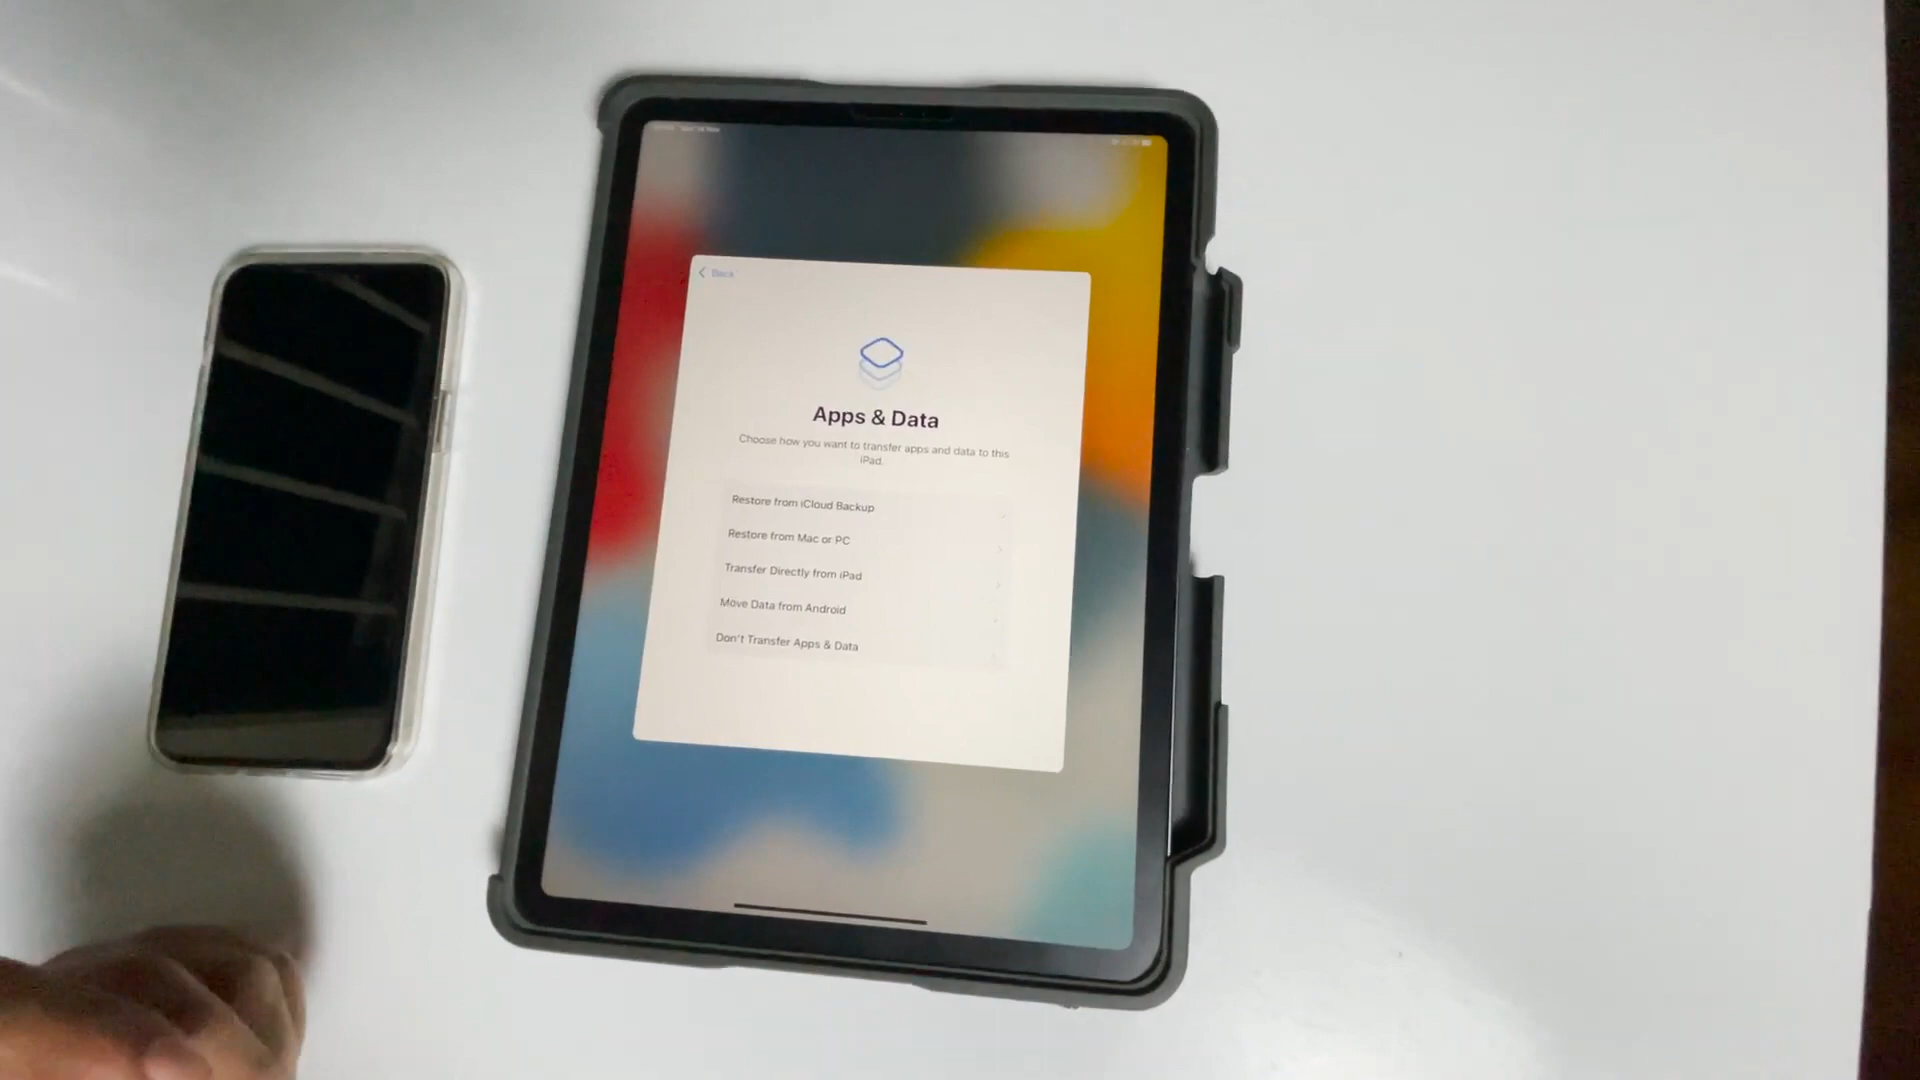 Back
Apps & Data
Choose how you want to transfer apps and data to this
iPad.
Restore from iCloud Backup
Restore from Mac or PC
Transfer Directly from iPad
Move Data from Android
Don't Transfer Apps & Data